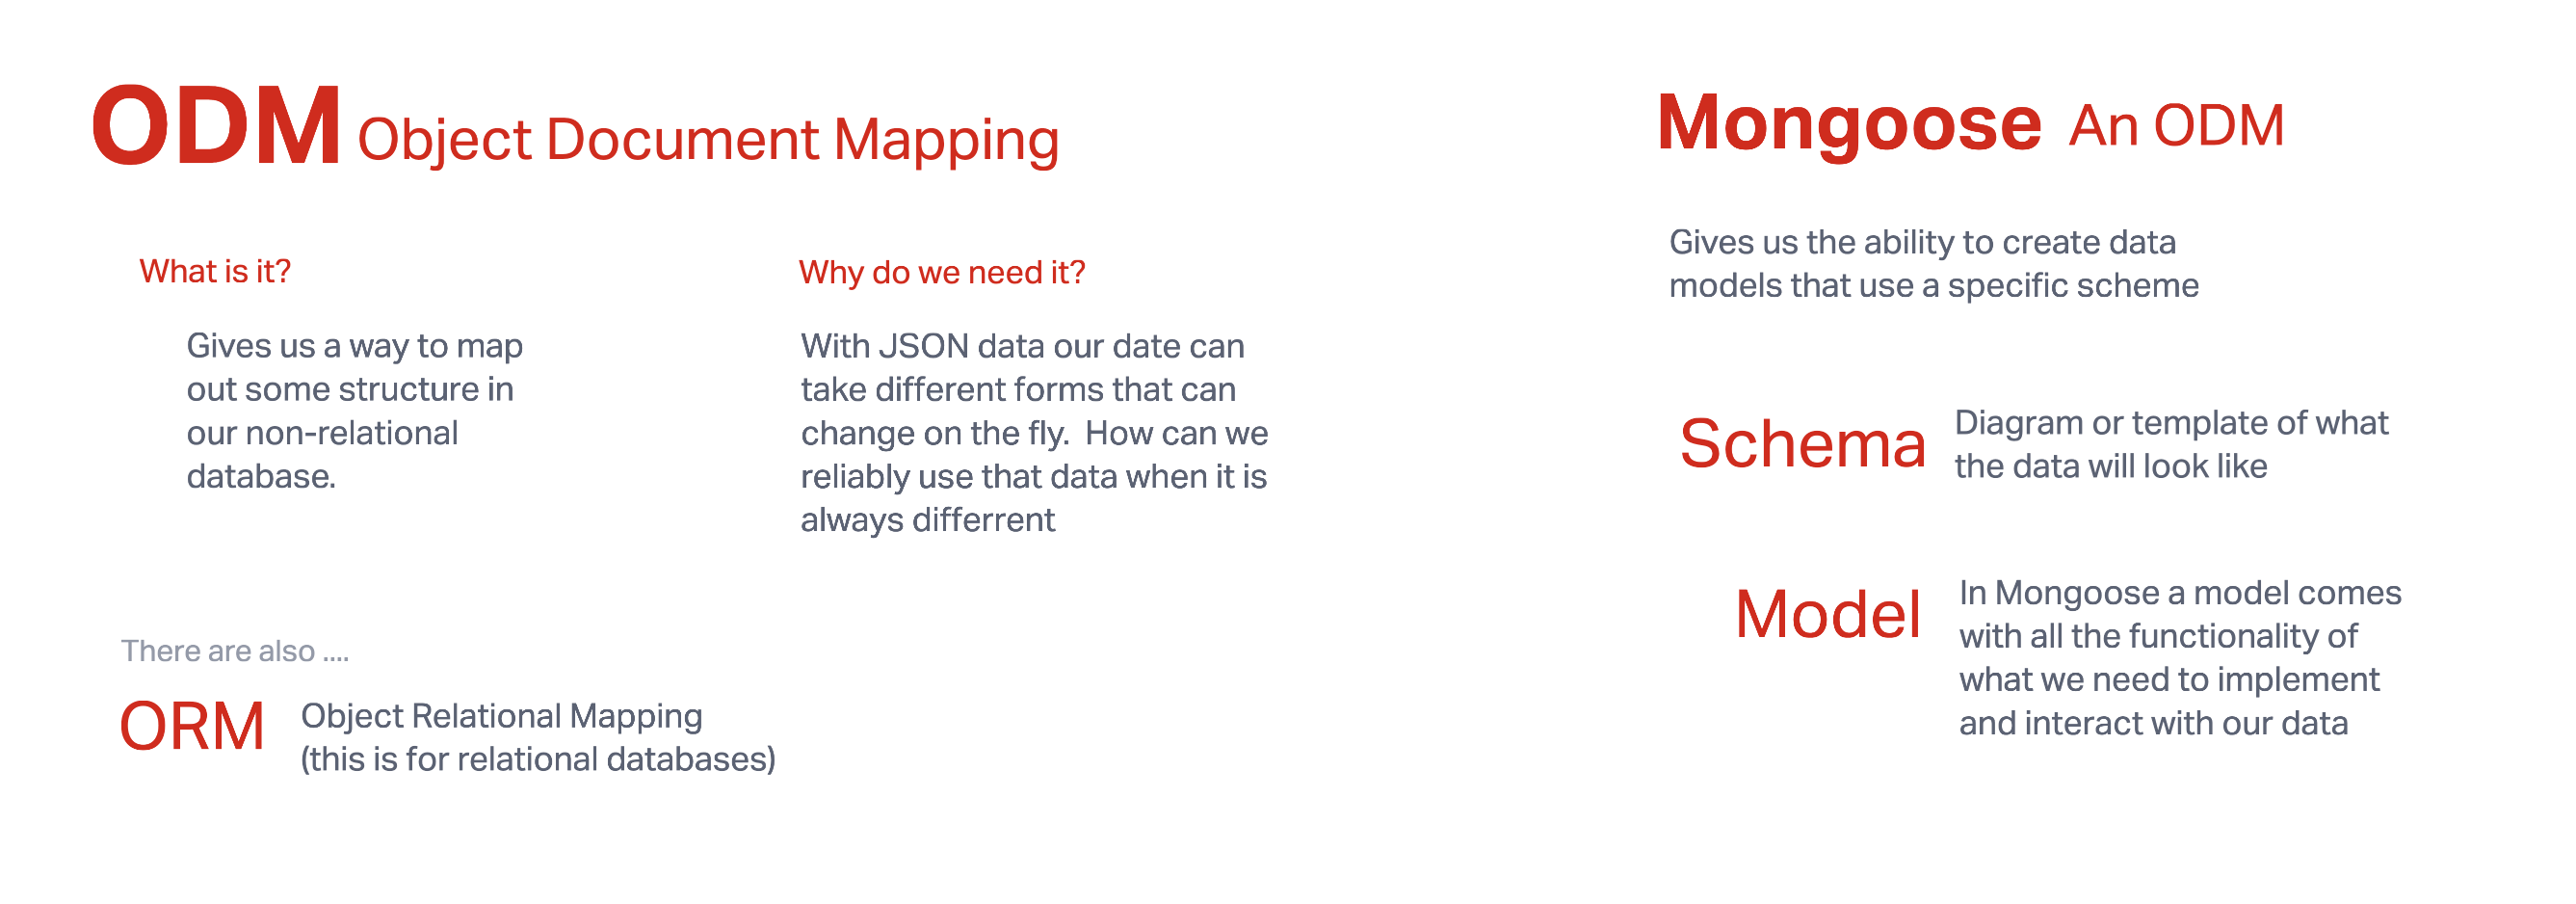 ODM Object Document Mapping
What is it?
Gives us a way to map
out some structure in
our non-relational
database.
Why do we need it?
With JSON data our date can
take different forms that can
change on the fly.  How can we
reliably use that data when it is
always differrent
There are also ....
ORM
Object Relational Mapping
(this is for relational databases)
Mongoose An ODM
Gives us the ability to create data
models that use a specific scheme
Schema
Diagram or template of what
the data will look like
Model
In Mongoose a model comes
with all the functionality of
what we need to implement
and interact with our data